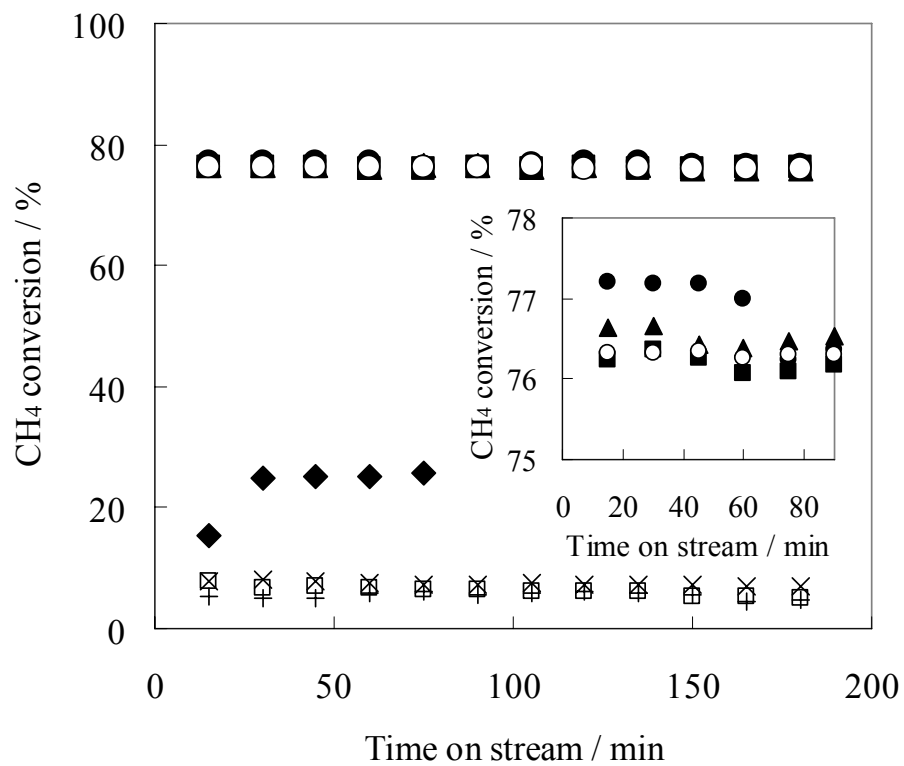 100
80
60
40
20
0
CH4 conversion / %
0 50 100 150 200
Time on stream / min
78
77
76
75
CH4 conversion / %
0 20 40 60 80
Time on stream / min